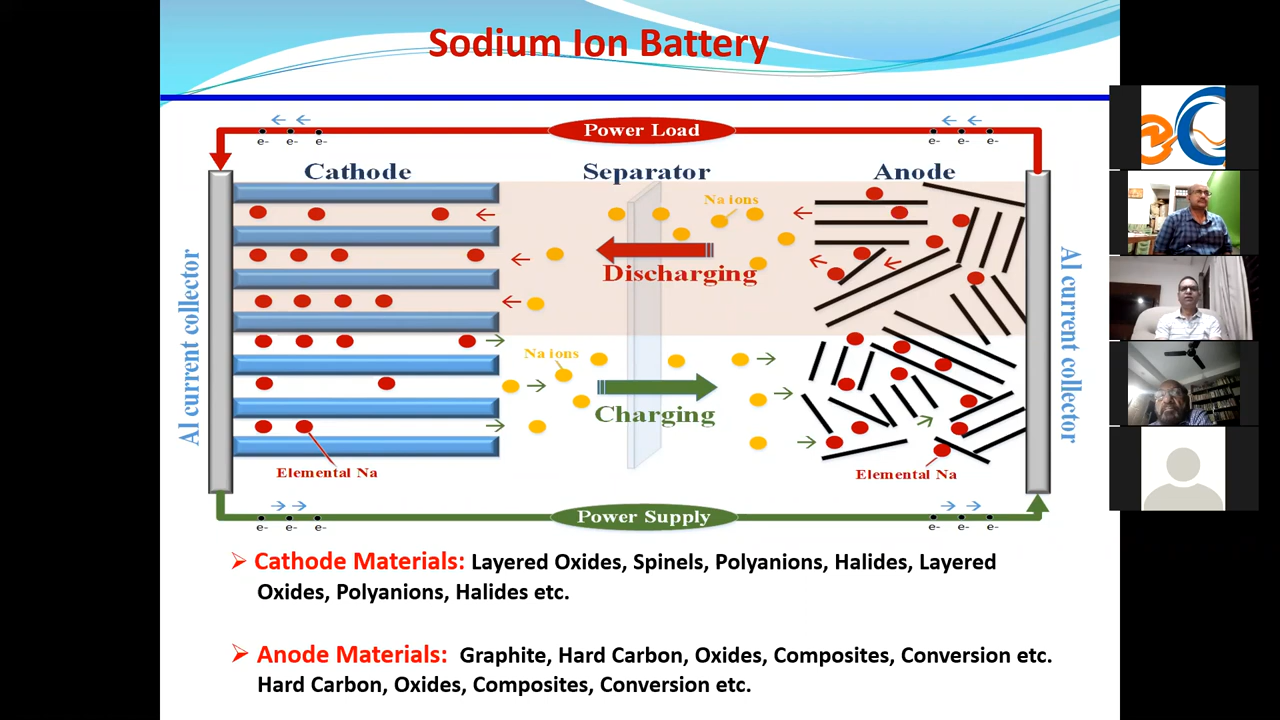 Sodium Ion Battery
Power Load
e- e- e-
e- e- e-
Cathode
Separator
Anode
Al current collector
Na ions
Discharging
Na ions
Charging
Elemental Na
Elemental Na
Al current collector
Power Supply
e- e- e-
e- e- e-
➢ Cathode Materials: Layered Oxides, Spinels, Polyanions, Halides, Layered
Oxides, Polyanions, Halides etc.
➢ Anode Materials: Graphite, Hard Carbon, Oxides, Composites, Conversion etc.
Hard Carbon, Oxides, Composites, Conversion etc.